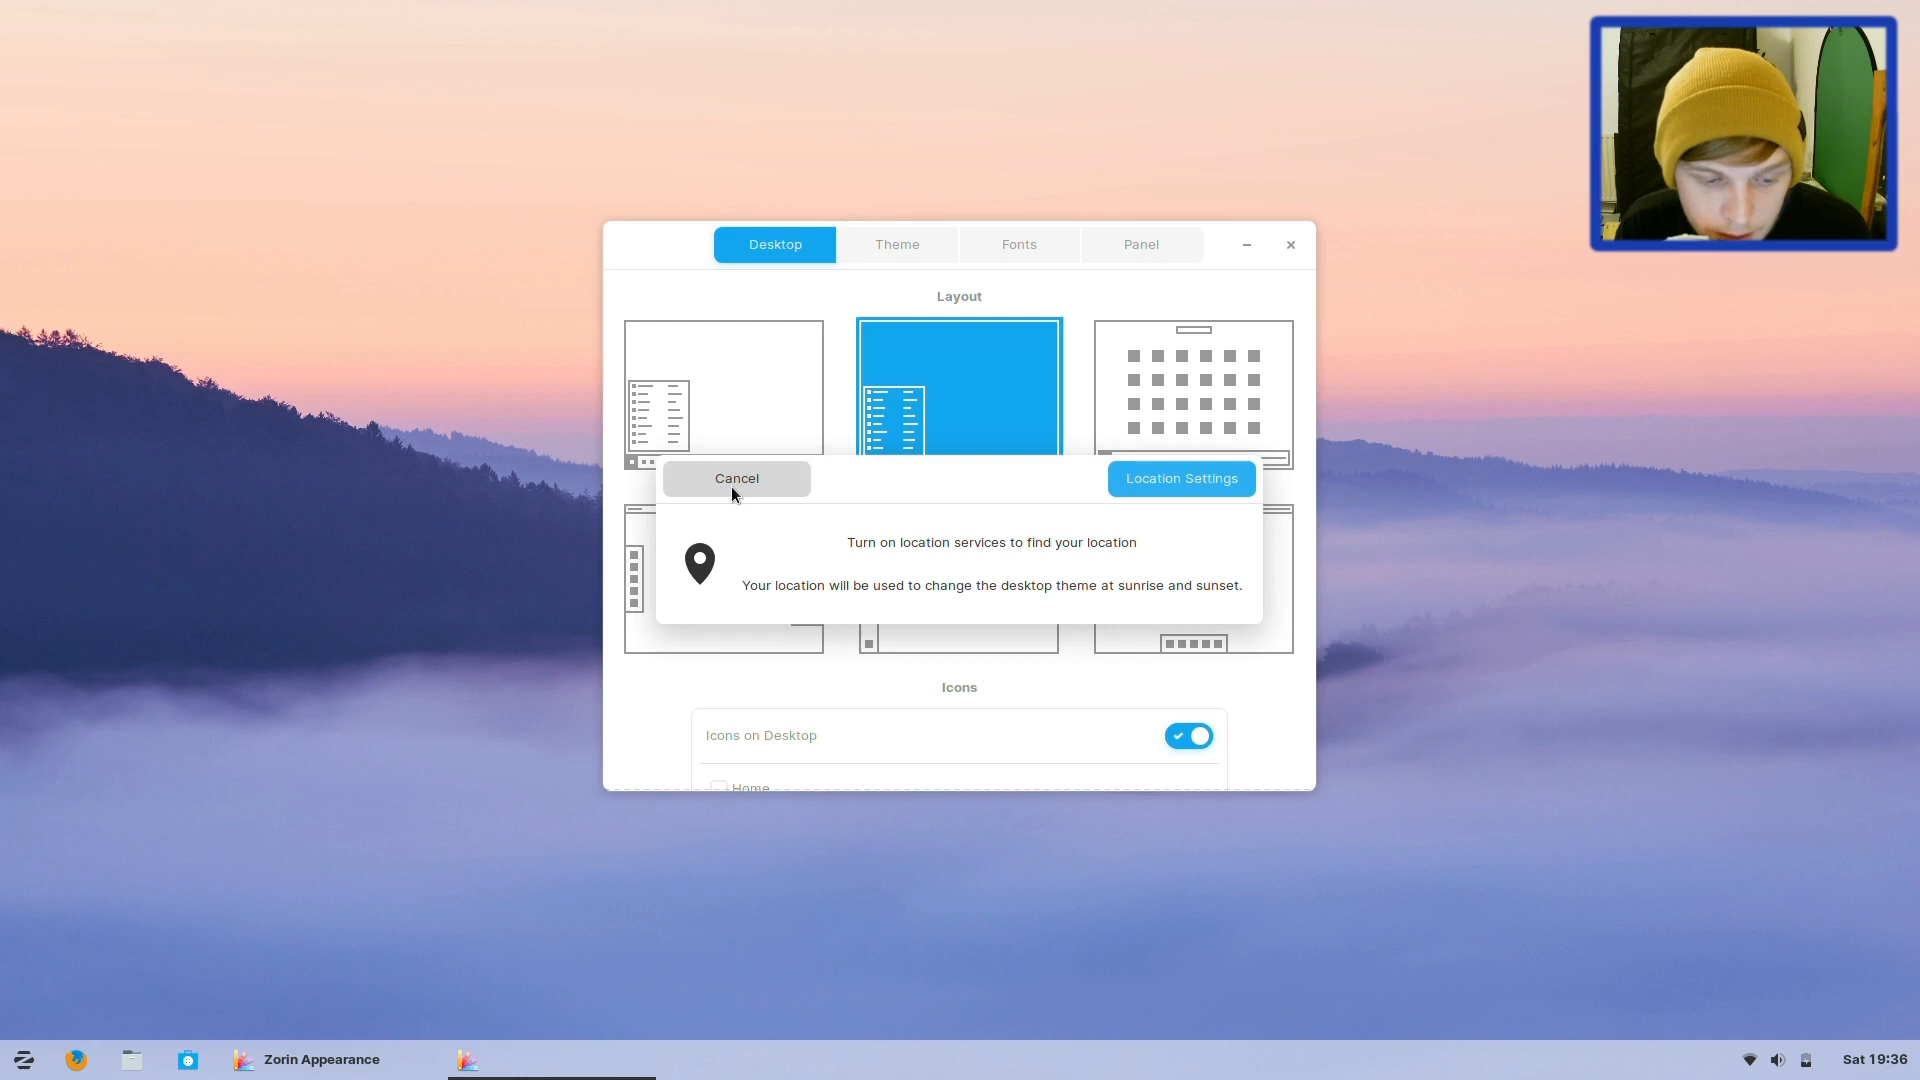 Desktop
Theme
Fonts
Panel
Layout
Cancel
Location Settings
Turn on location services to find your location
Your location will be used to change the desktop theme at sunrise and sunset.
Icons
Icons on Desktop
Home
Zorin Appearance
Sat 19:36